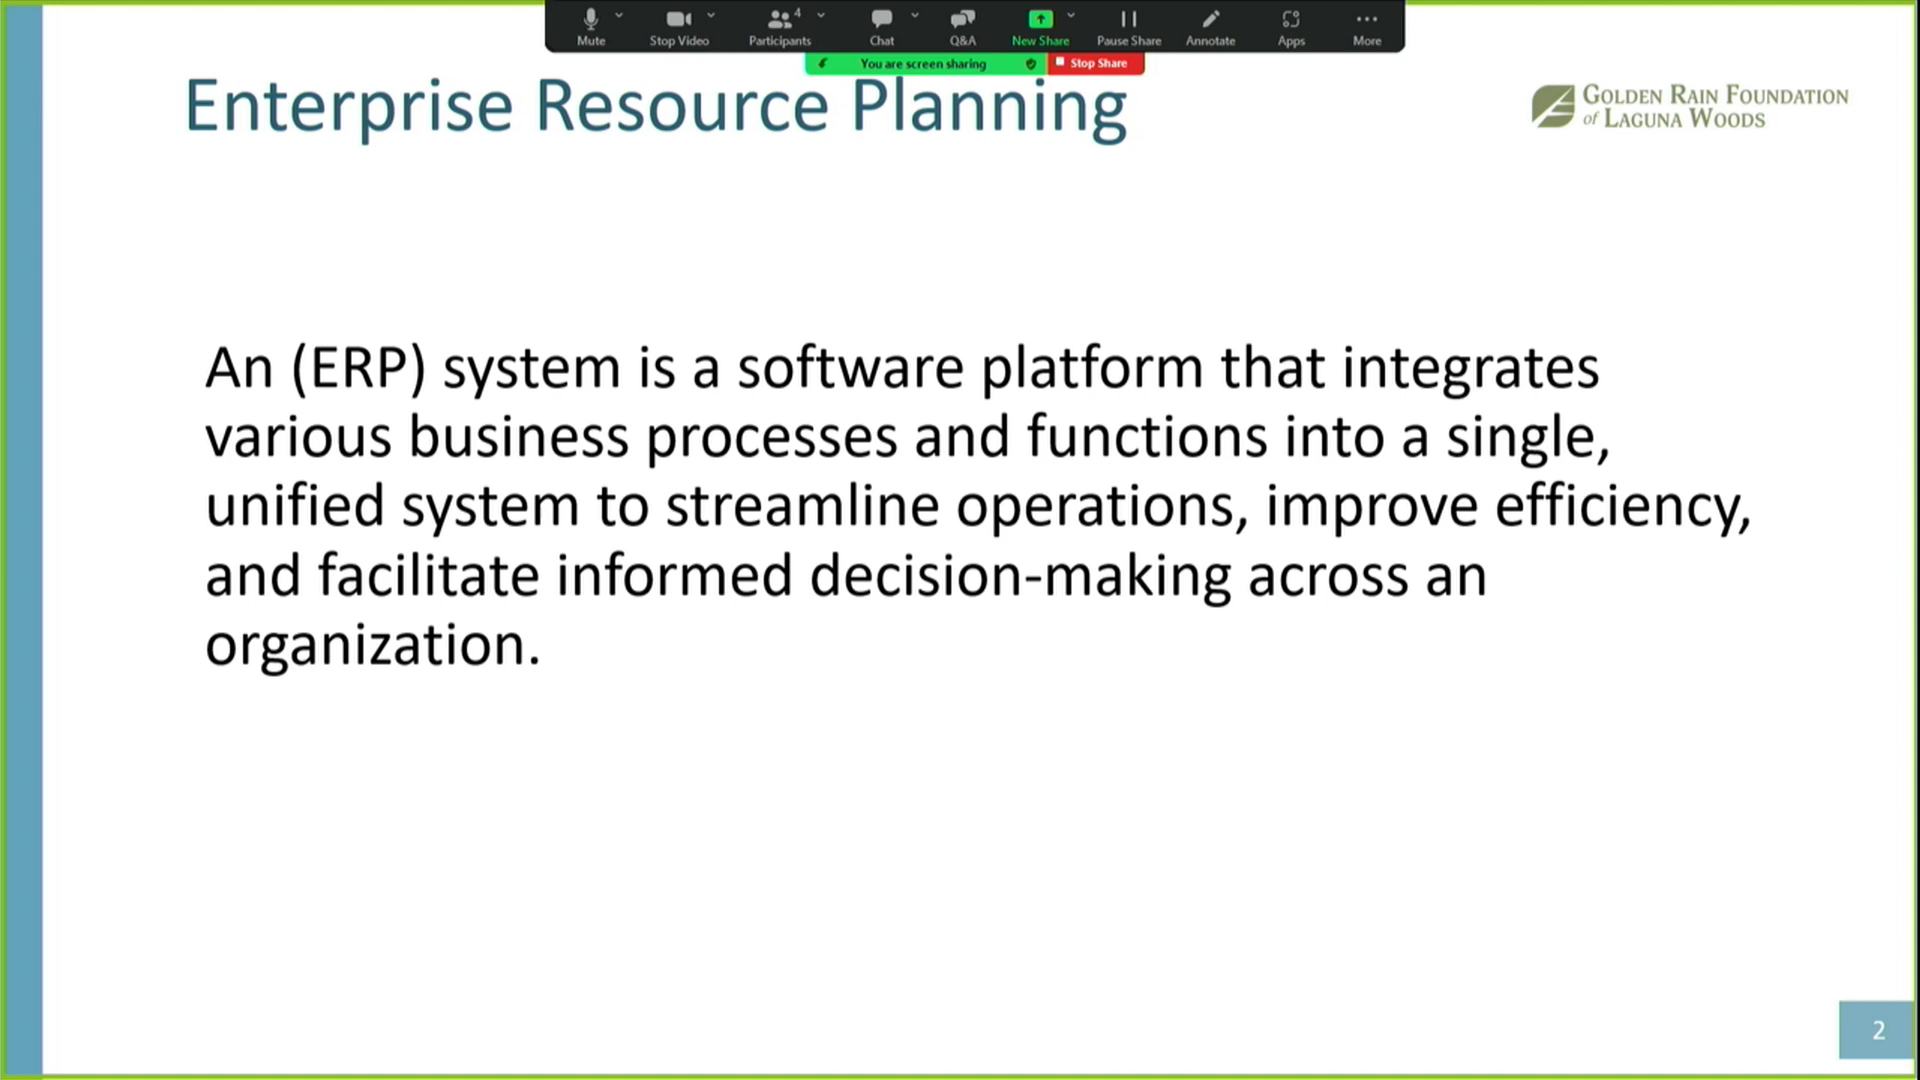 Mute
Stop Video
4
Participants
Chat
Q&A
New Share
Pause Share
Annotate
Apps
More
You are screen sharing
Stop Share
Enterprise Resource Planning
GOLDEN RAIN FOUNDATION
of LAGUNA WOODS
An (ERP) system is a software platform that integrates
various business processes and functions into a single,
unified system to streamline operations, improve efficiency,
and facilitate informed decision-making across an
organization.
2